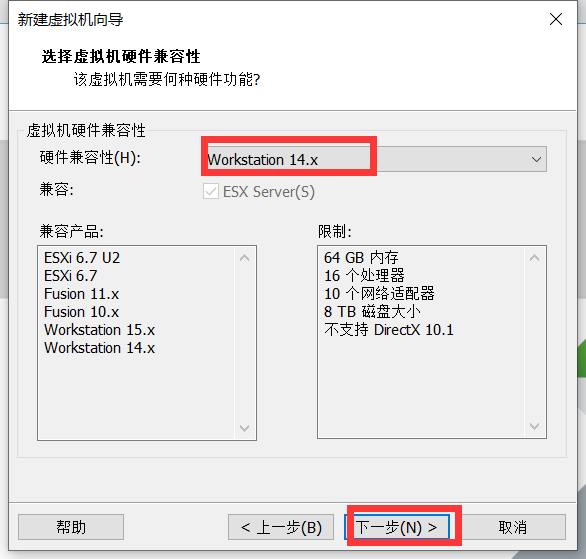 新建虚拟机向导
选择虚拟机硬件兼容性
该虚拟机需要何种硬件功能?
虚拟机硬件兼容性
硬件兼容性(H): Workstation 14.x
兼容: ESX Server(S)
兼容产品:
ESXi 6.7 U2
ESXi 6.7
Fusion 11.x
Fusion 10.x
Workstation 15.x
Workstation 14.x
限制:
64 GB 内存
16 个处理器
10 个网络适配器
8 TB 磁盘大小
不支持 DirectX 10.1
帮助 < 上一步(B) 下一步(N) > 取消